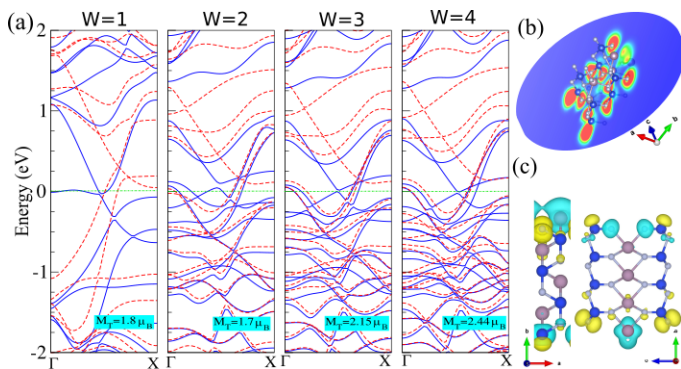 (a)
W=1 W=2 W=3 W=4
2
1
0
-1
-2
Energy (eV)
M_T=1.8 μ_B M_T=1.7 μ_B M_T=2.15 μ_B M_T=2.44 μ_B
Γ X Γ X Γ X Γ X
(b)
a c b
(c)
b a
c a